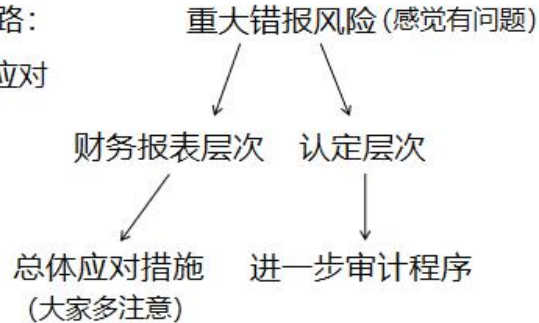 路：
重大错报风险(感觉有问题)
应对
财务报表层次 认定层次
总体应对措施 进一步审计程序
(大家多注意)